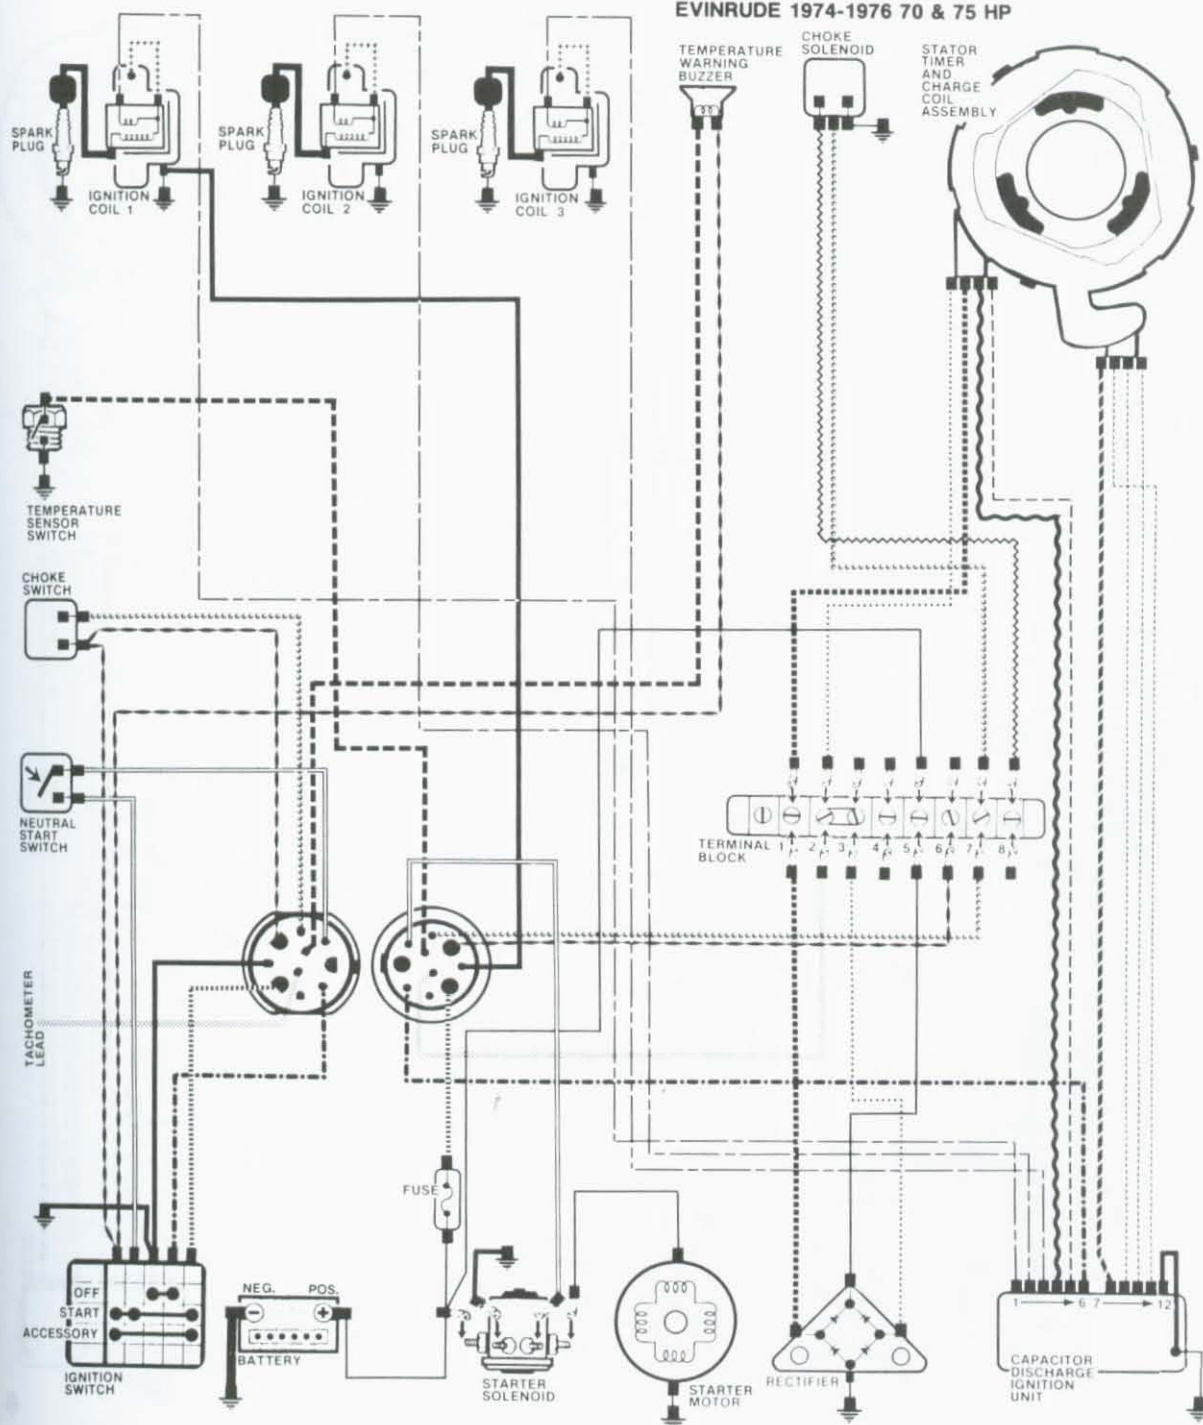 EVINRUDE 1974-1976 70 & 75 HP
TEMPERATURE
WARNING
BUZZER
CHOKE
SOLENOID
STATOR
TIMER
AND
CHARGE
COIL
ASSEMBLY
SPARK
PLUG
IGNITION
COIL 1
SPARK
PLUG
IGNITION
COIL 2
SPARK
PLUG
IGNITION
COIL 3
TEMPERATURE
SENSOR
SWITCH
CHOKE
SWITCH
NEUTRAL
START
SWITCH
TERMINAL
BLOCK
1 2 3 4 5 6 7 8
TACHOMETER
LEAD
FUSE
OFF
START
ACCESSORY
IGNITION
SWITCH
NEG. POS.
- +
BATTERY
STARTER
SOLENOID
STARTER
MOTOR
RECTIFIER
1 6 7 12
CAPACITOR
DISCHARGE
IGNITION
UNIT